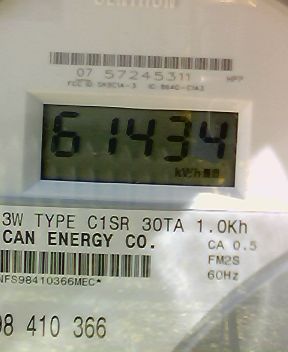 CENTRON
07 57245311
61434
kWh
3W TYPE C1SR 30TA 1.0Kh
CAN ENERGY CO. CA 0.5
FM2S
NFS98410366MEC* 60Hz
98 410 366